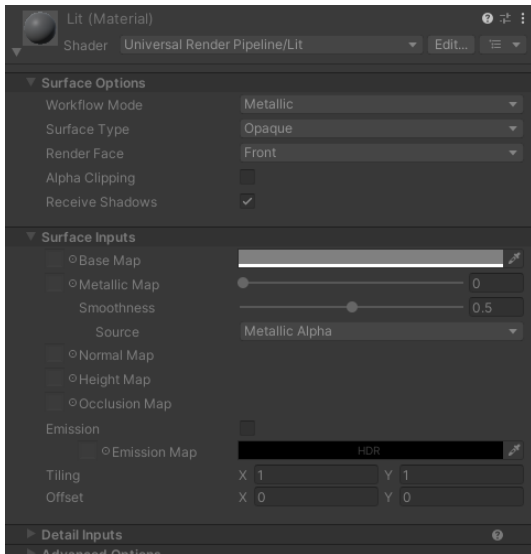 Lit (Material)
Shader Universal Render Pipeline/Lit Edit...
Surface Options
Workflow Mode Metallic
Surface Type Opaque
Render Face Front
Alpha Clipping
Receive Shadows
Surface Inputs
Base Map
Metallic Map 0
Smoothness 0.5
Source Metallic Alpha
Normal Map
Height Map
Occlusion Map
Emission
Emission Map HDR
Tiling X 1 Y 1
Offset X 0 Y 0
Detail Inputs
Advanced Options